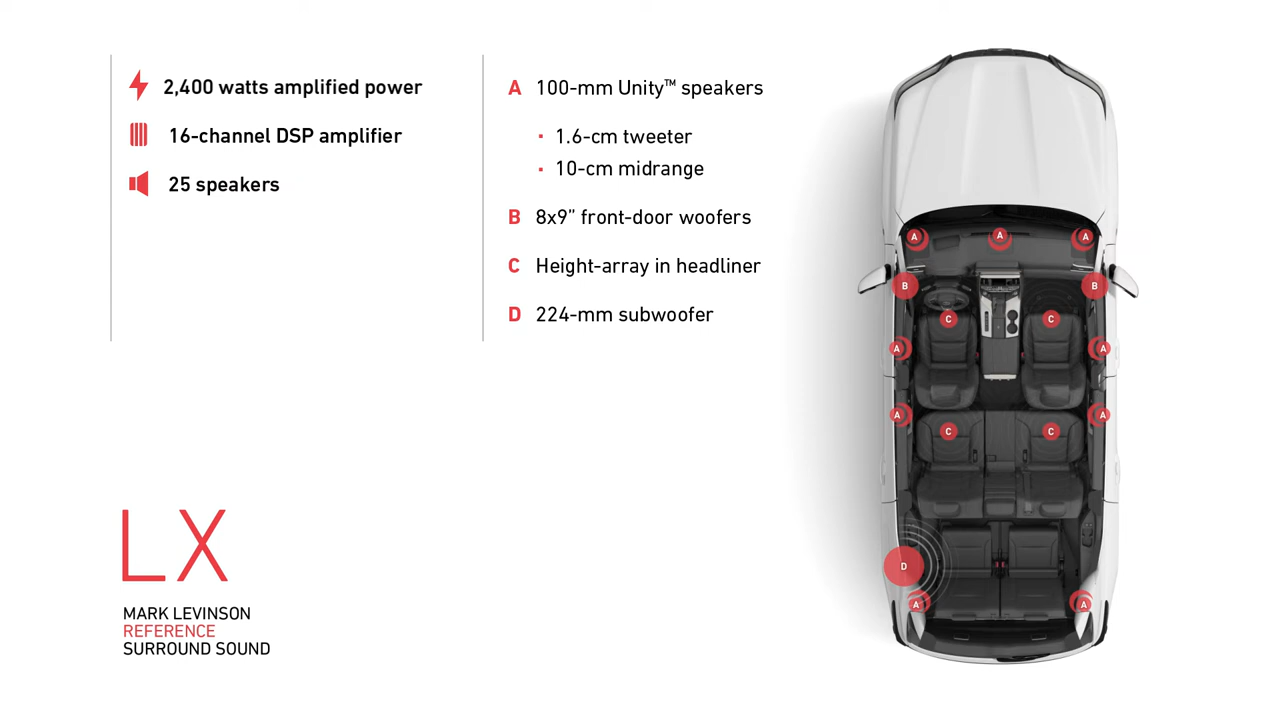 2,400 watts amplified power
16-channel DSP amplifier
25 speakers
A 100-mm Unity™ speakers
▪ 1.6-cm tweeter
▪ 10-cm midrange
B 8x9” front-door woofers
C Height-array in headliner
D 224-mm subwoofer
A A A
B B
C C
A A
A A
C C
D
A A
LX
MARK LEVINSON
REFERENCE
SURROUND SOUND